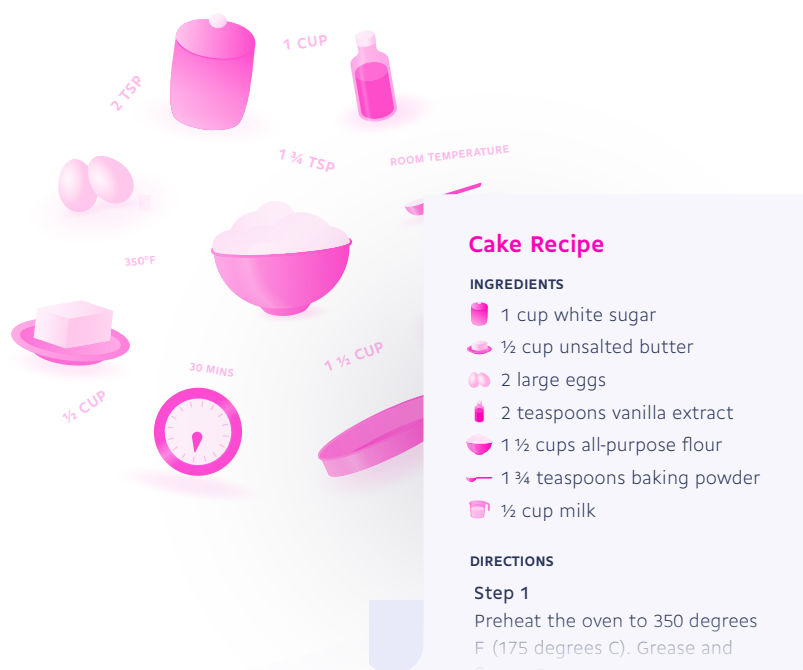 1 CUP
2 TSP
1 ¾ TSP
ROOM TEMPERATURE
350°F
30 MINS
1 ½ CUP
½ CUP
Cake Recipe
INGREDIENTS
1 cup white sugar
½ cup unsalted butter
2 large eggs
2 teaspoons vanilla extract
1 ½ cups all-purpose flour
1 ¾ teaspoons baking powder
½ cup milk
DIRECTIONS
Step 1
Preheat the oven to 350 degrees
F (175 degrees C). Grease and